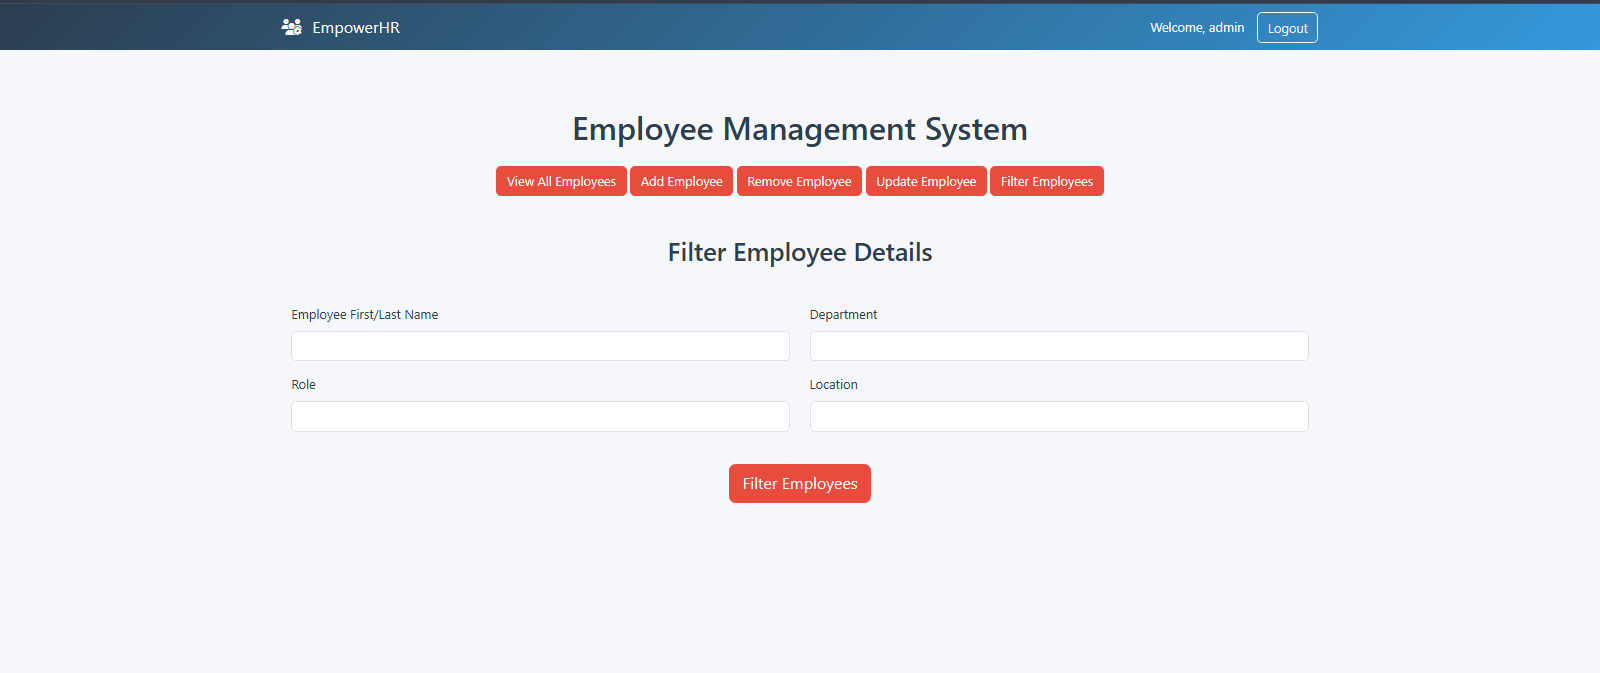 EmpowerHR
Welcome, admin
Logout
Employee Management System
View All Employees
Add Employee
Remove Employee
Update Employee
Filter Employees
Filter Employee Details
Employee First/Last Name
Department
Role
Location
Filter Employees